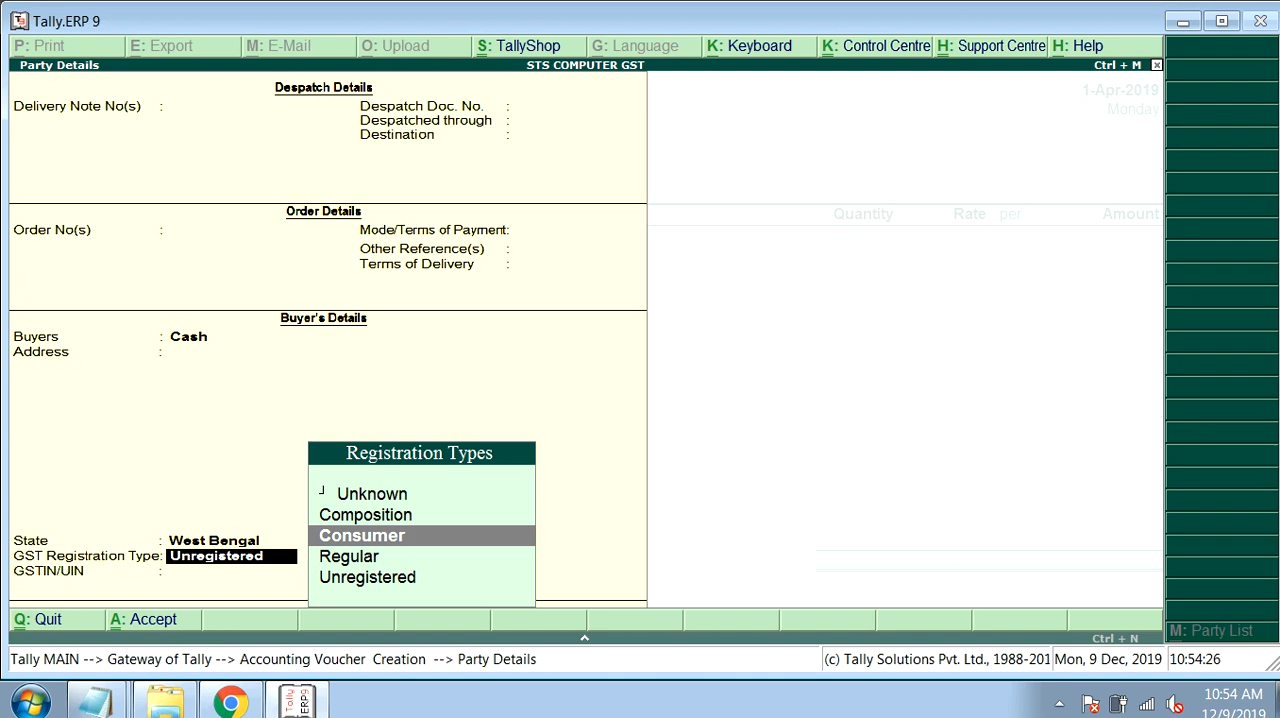 Tally.ERP 9
P: Print E: Export M: E-Mail O: Upload S: TallyShop G: Language K: Keyboard K: Control Centre H: Support Centre H: Help
Party Details STS COMPUTER GST Ctrl + M
Despatch Details
Delivery Note No(s) : Despatch Doc. No. :
Despatched through :
Destination :
1-Apr-2019
Monday
Order Details
Quantity Rate per Amount
Order No(s) : Mode/Terms of Payment:
Other Reference(s) :
Terms of Delivery :
Buyer's Details
Buyers : Cash
Address :
Registration Types
Unknown
Composition
Consumer
Regular
Unregistered
State : West Bengal
GST Registration Type: Unregistered
GSTIN/UIN :
Q: Quit A: Accept
M: Party List
Ctrl + N
Tally MAIN --> Gateway of Tally --> Accounting Voucher Creation --> Party Details (c) Tally Solutions Pvt. Ltd., 1988-201 Mon, 9 Dec, 2019 10:54:26
Tally ERP9
10:54 AM
12/9/2019